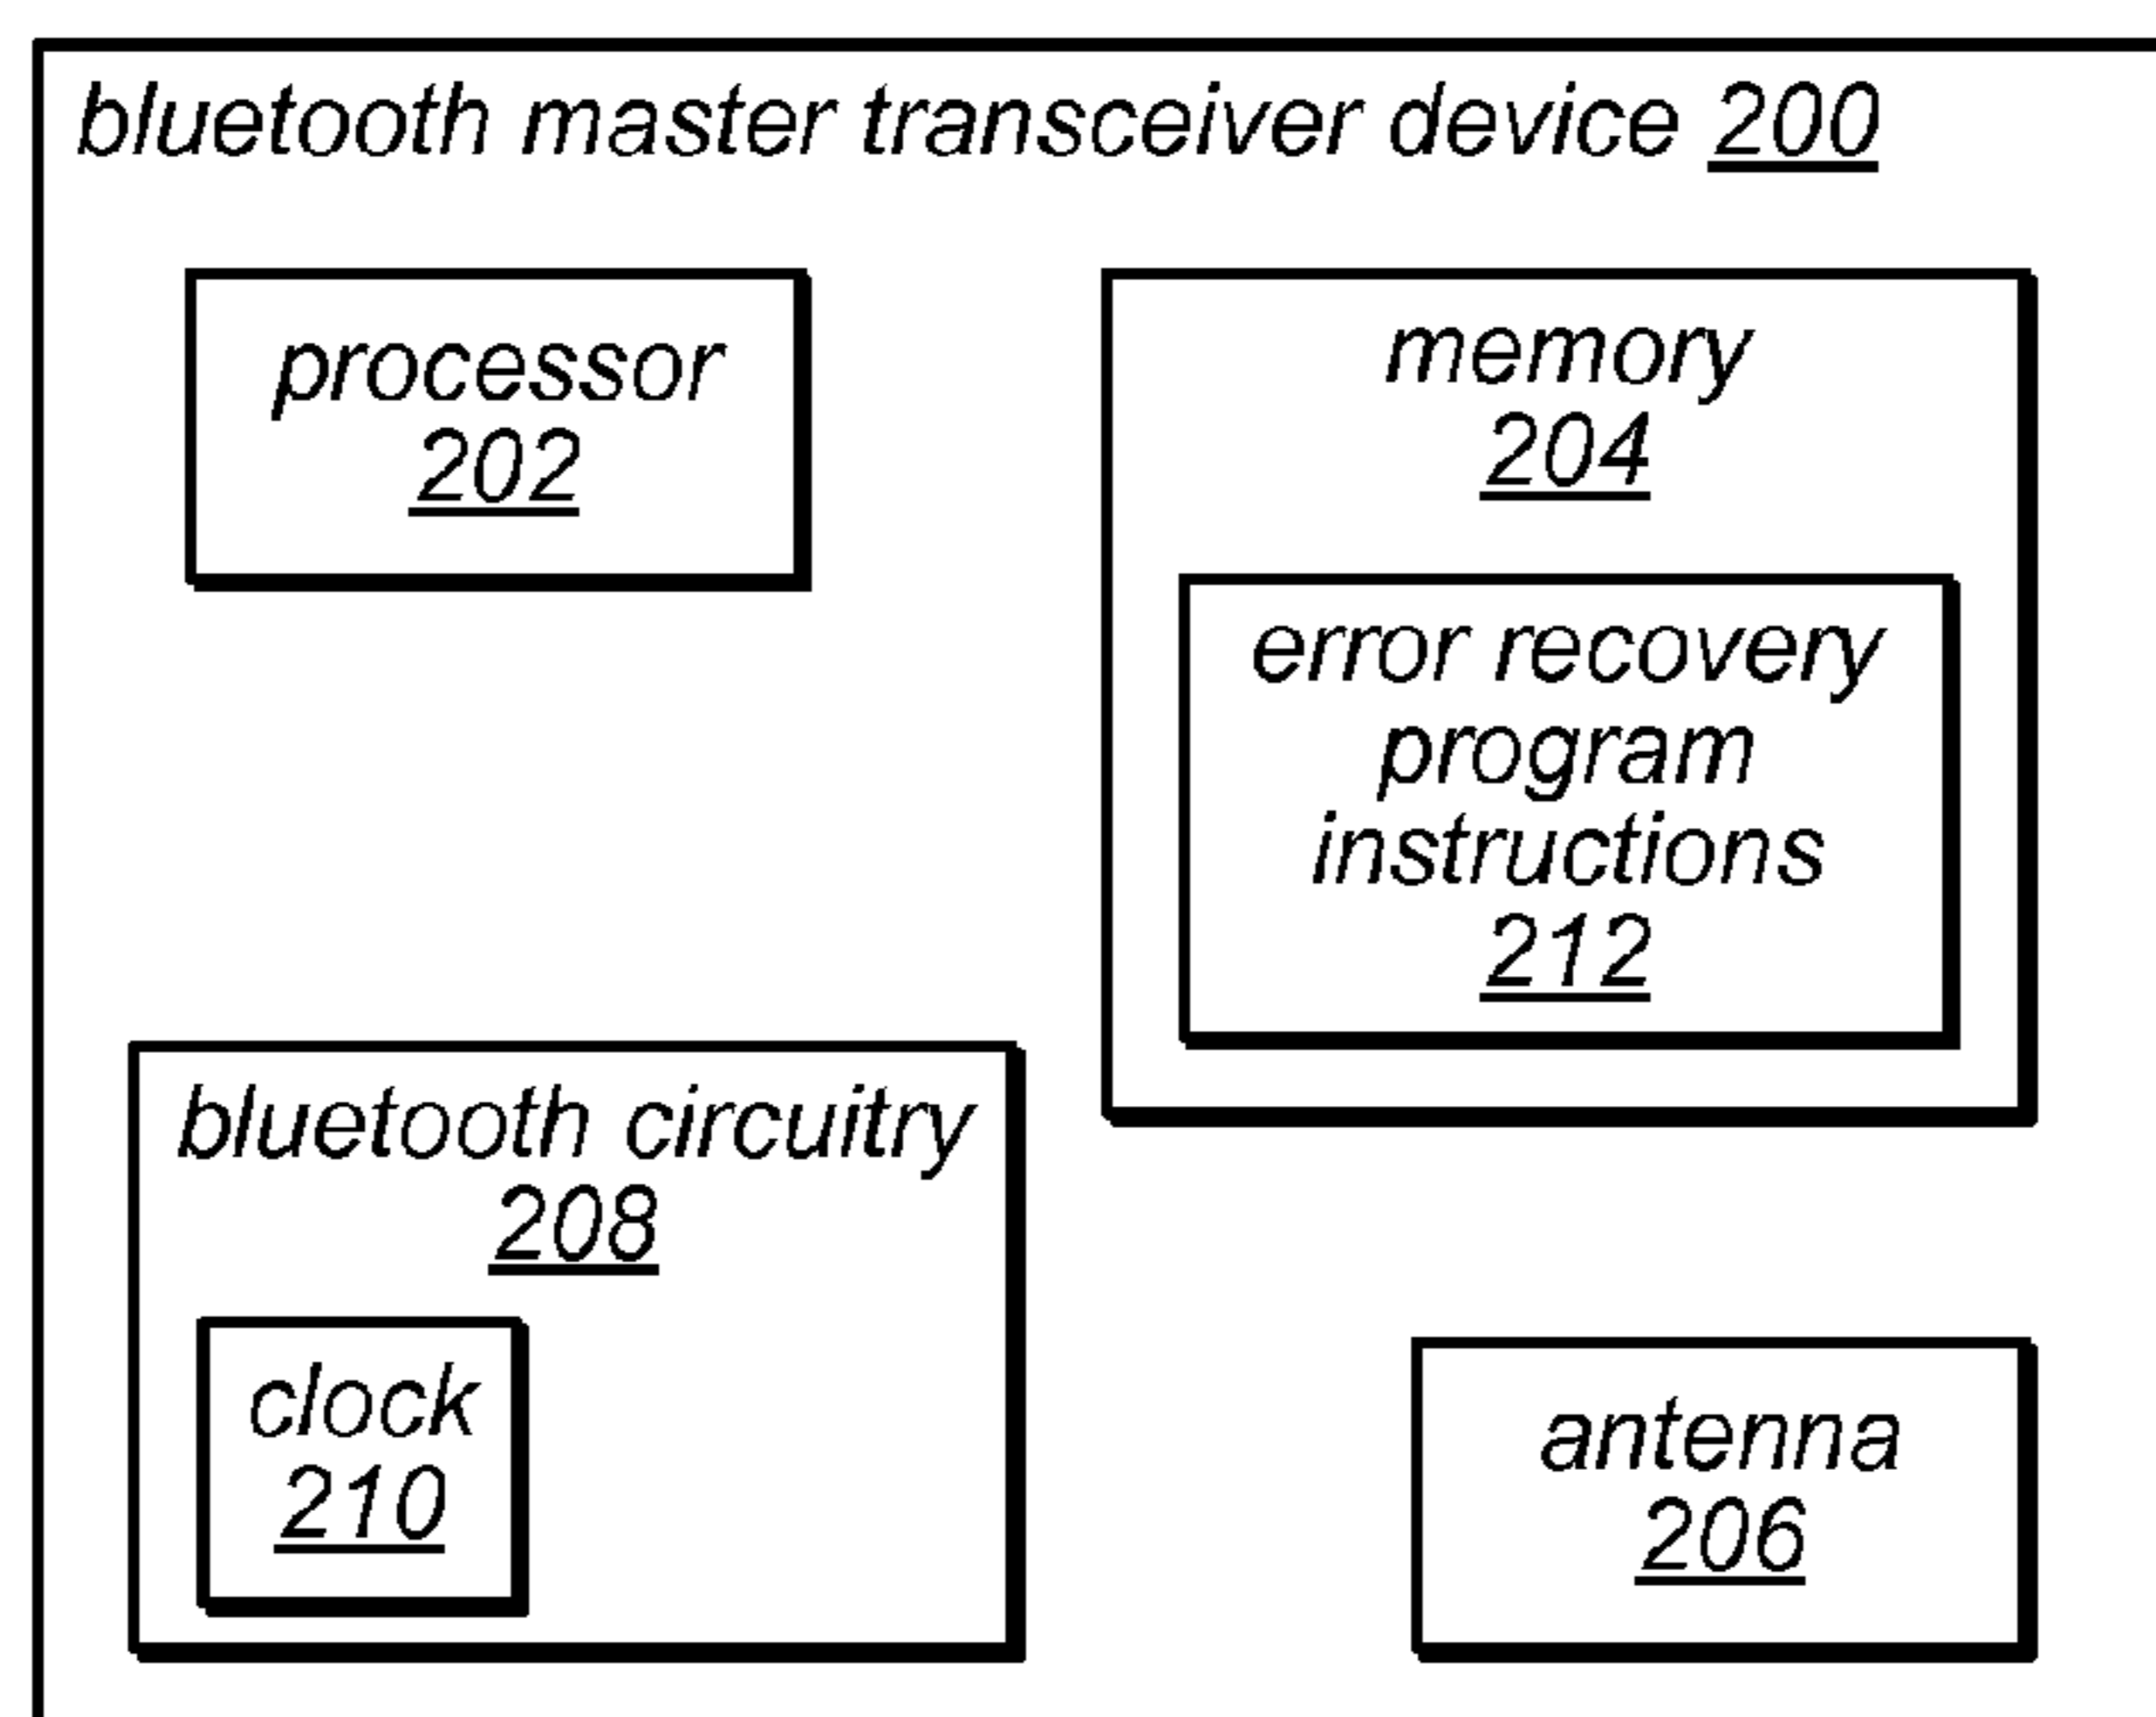 bluetooth master transceiver device 200
processor
202
memory
204
error recovery
program
instructions
212
bluetooth circuitry
208
clock
210
antenna
206